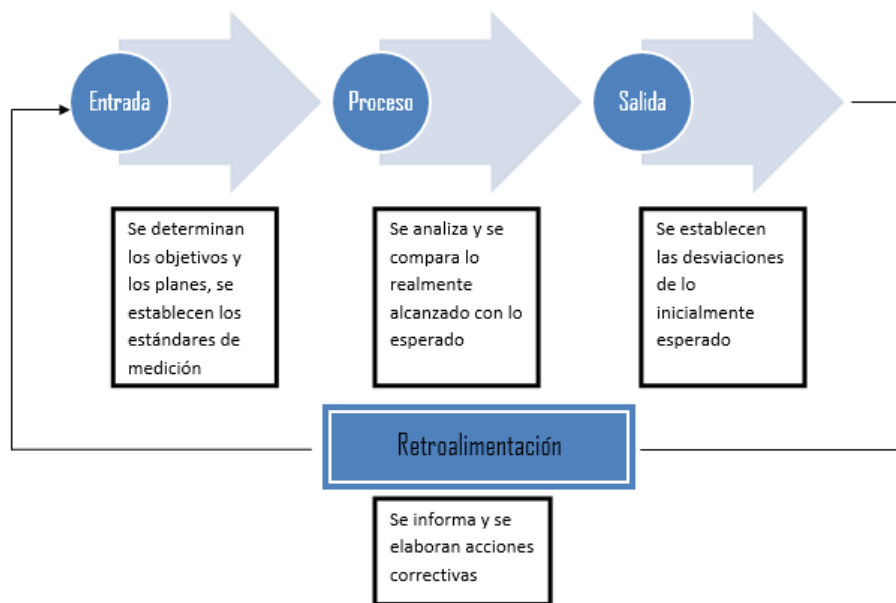 Entrada
Proceso
Salida
Se determinan
los objetivos y
los planes, se
establecen los
estándares de
medición
Se analiza y se
compara lo
realmente
alcanzado con lo
esperado
Se establecen
las desviaciones
de lo
inicialmente
esperado
Retroalimentación
Se informa y se
elaboran acciones
correctivas